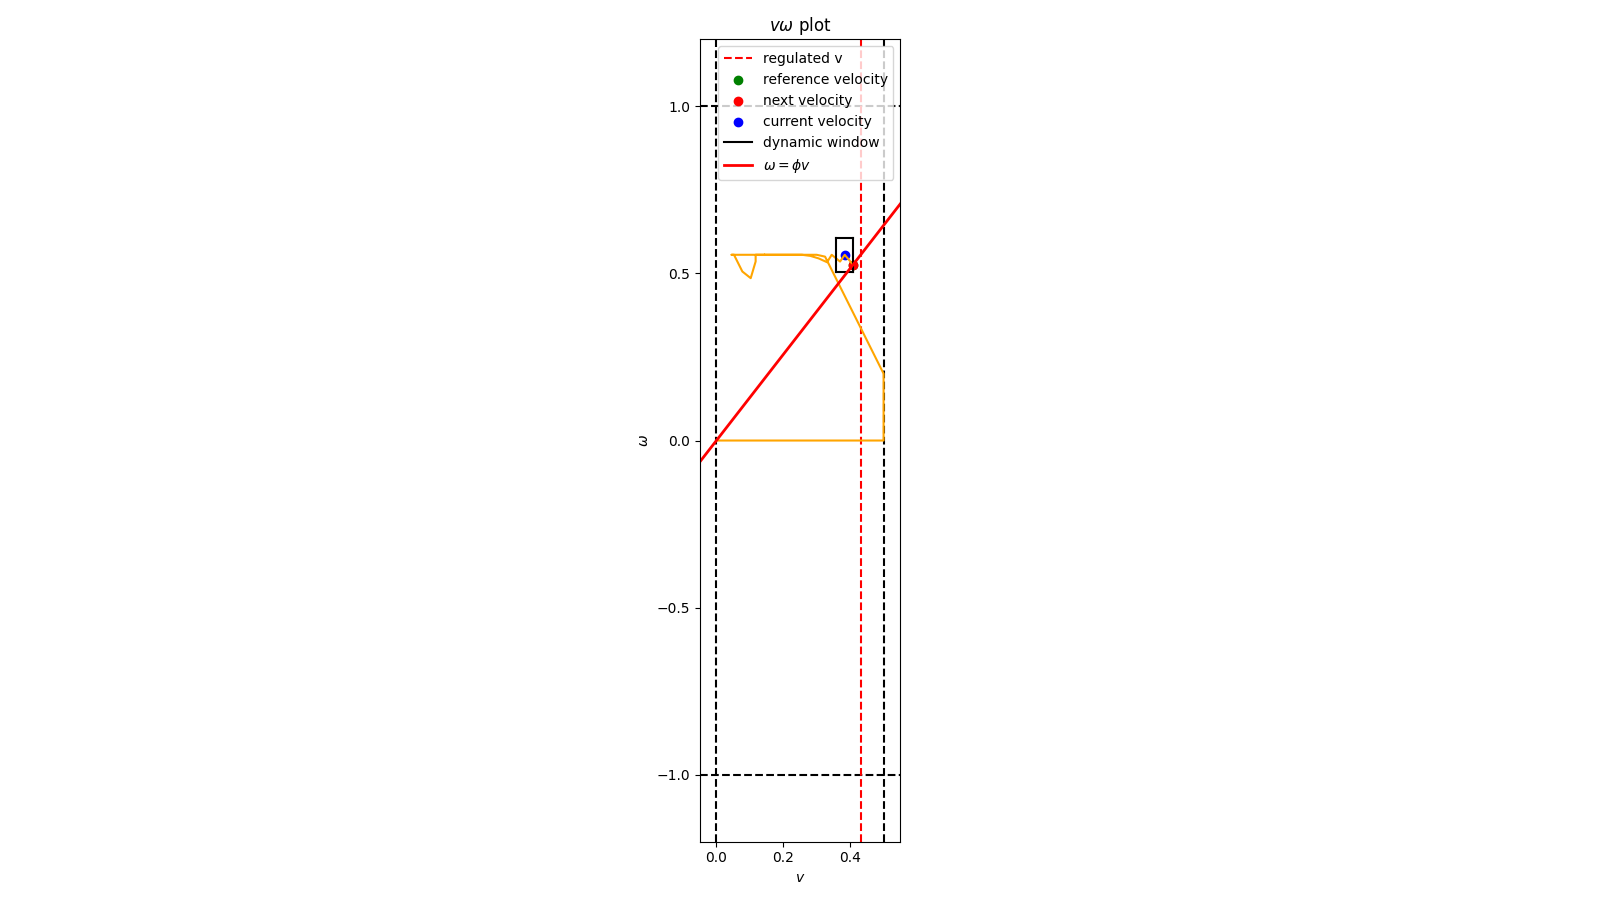 vω plot
regulated v
reference velocity
next velocity
current velocity
dynamic window
ω = ϕv
1.0
0.5
0.0
−0.5
−1.0
ω
0.0 0.2 0.4
v